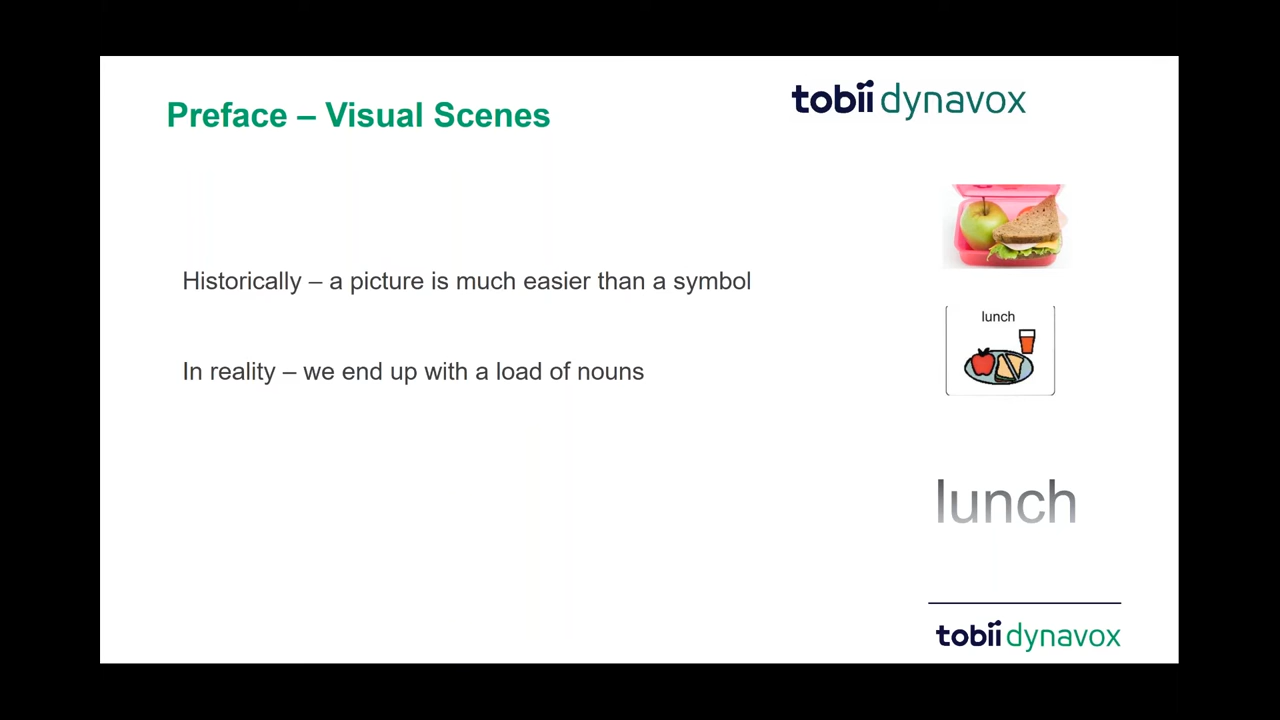 Preface – Visual Scenes
tobii dynavox
Historically – a picture is much easier than a symbol
lunch
In reality – we end up with a load of nouns
lunch
tobii dynavox